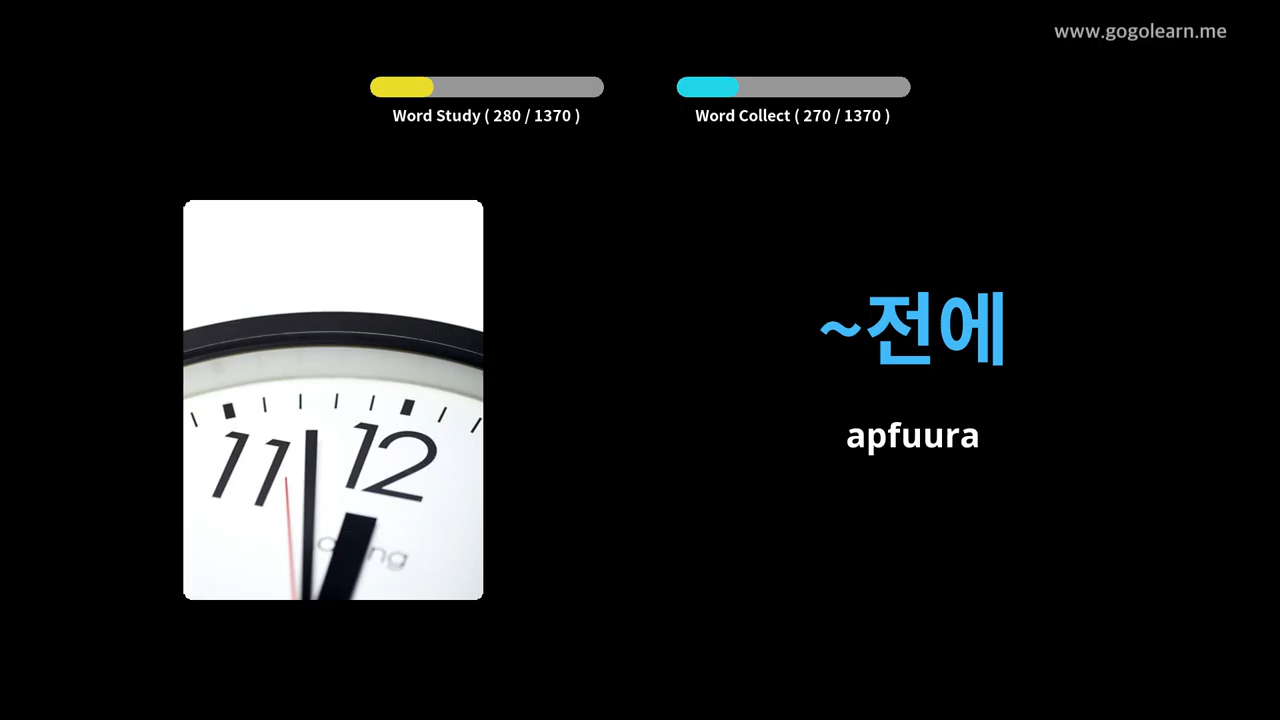 www.gogolearn.me
Word Study ( 280 / 1370 )
Word Collect ( 270 / 1370 )
~전에
apfuura
11 12